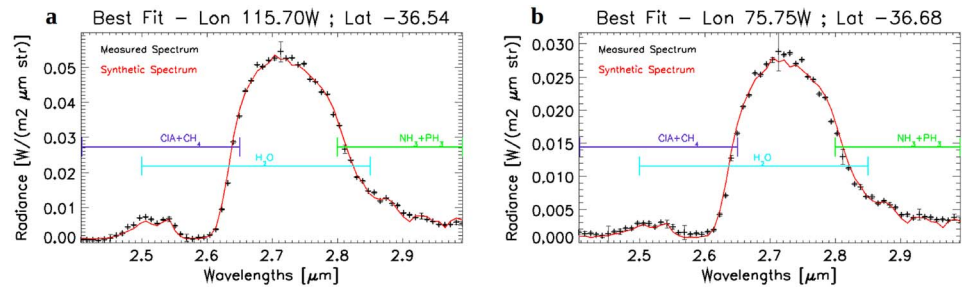 a Best Fit – Lon 115.70W ; Lat -36.54
Measured Spectrum
Synthetic Spectrum
CIA+CH4
NH3+PH3
H2O
0.05
0.04
0.03
0.02
0.01
0.00
Radiance [W/(m2 μm str)]
2.5 2.6 2.7 2.8 2.9
Wavelengths [μm]
b Best Fit – Lon 75.75W ; Lat -36.68
Measured Spectrum
Synthetic Spectrum
CIA+CH4
NH3+PH3
H2O
0.030
0.025
0.020
0.015
0.010
0.005
0.000
Radiance [W/(m2 μm str)]
2.5 2.6 2.7 2.8 2.9
Wavelengths [μm]